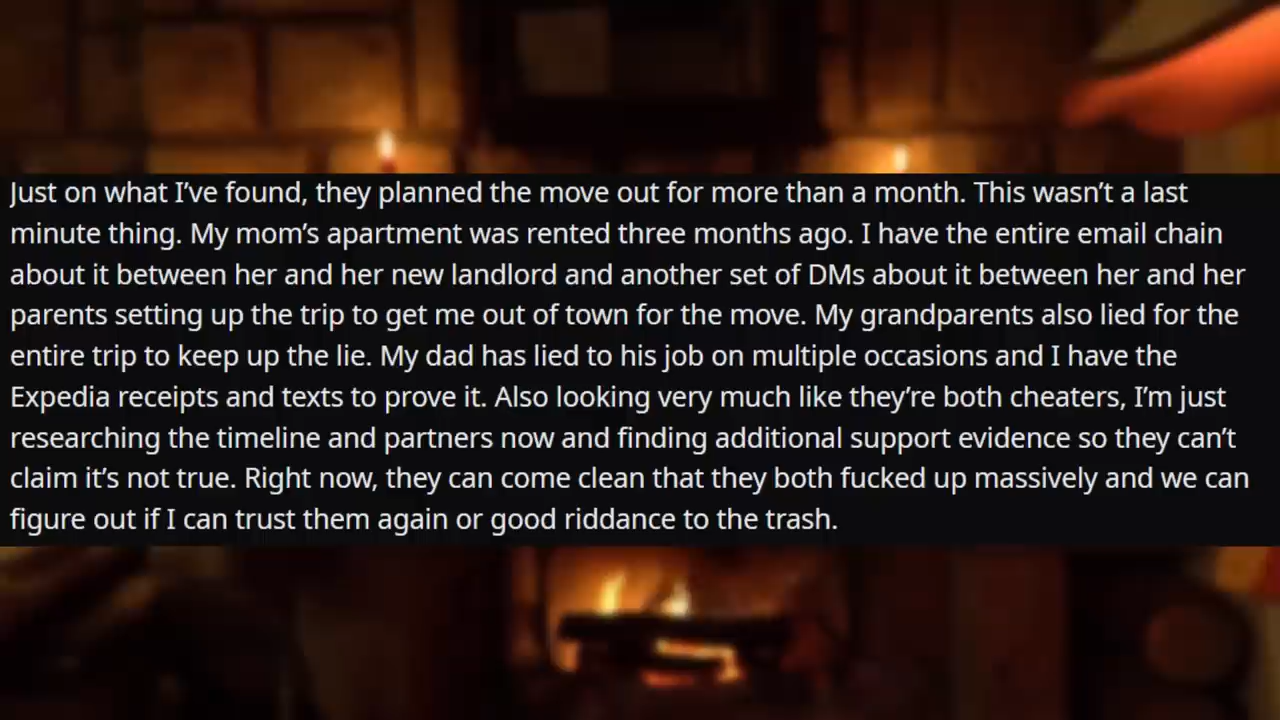 Just on what I’ve found, they planned the move out for more than a month. This wasn’t a last
minute thing. My mom’s apartment was rented three months ago. I have the entire email chain
about it between her and her new landlord and another set of DMs about it between her and her
parents setting up the trip to get me out of town for the move. My grandparents also lied for the
entire trip to keep up the lie. My dad has lied to his job on multiple occasions and I have the
Expedia receipts and texts to prove it. Also looking very much like they’re both cheaters, I’m just
researching the timeline and partners now and finding additional support evidence so they can’t
claim it’s not true. Right now, they can come clean that they both fucked up massively and we can
figure out if I can trust them again or good riddance to the trash.